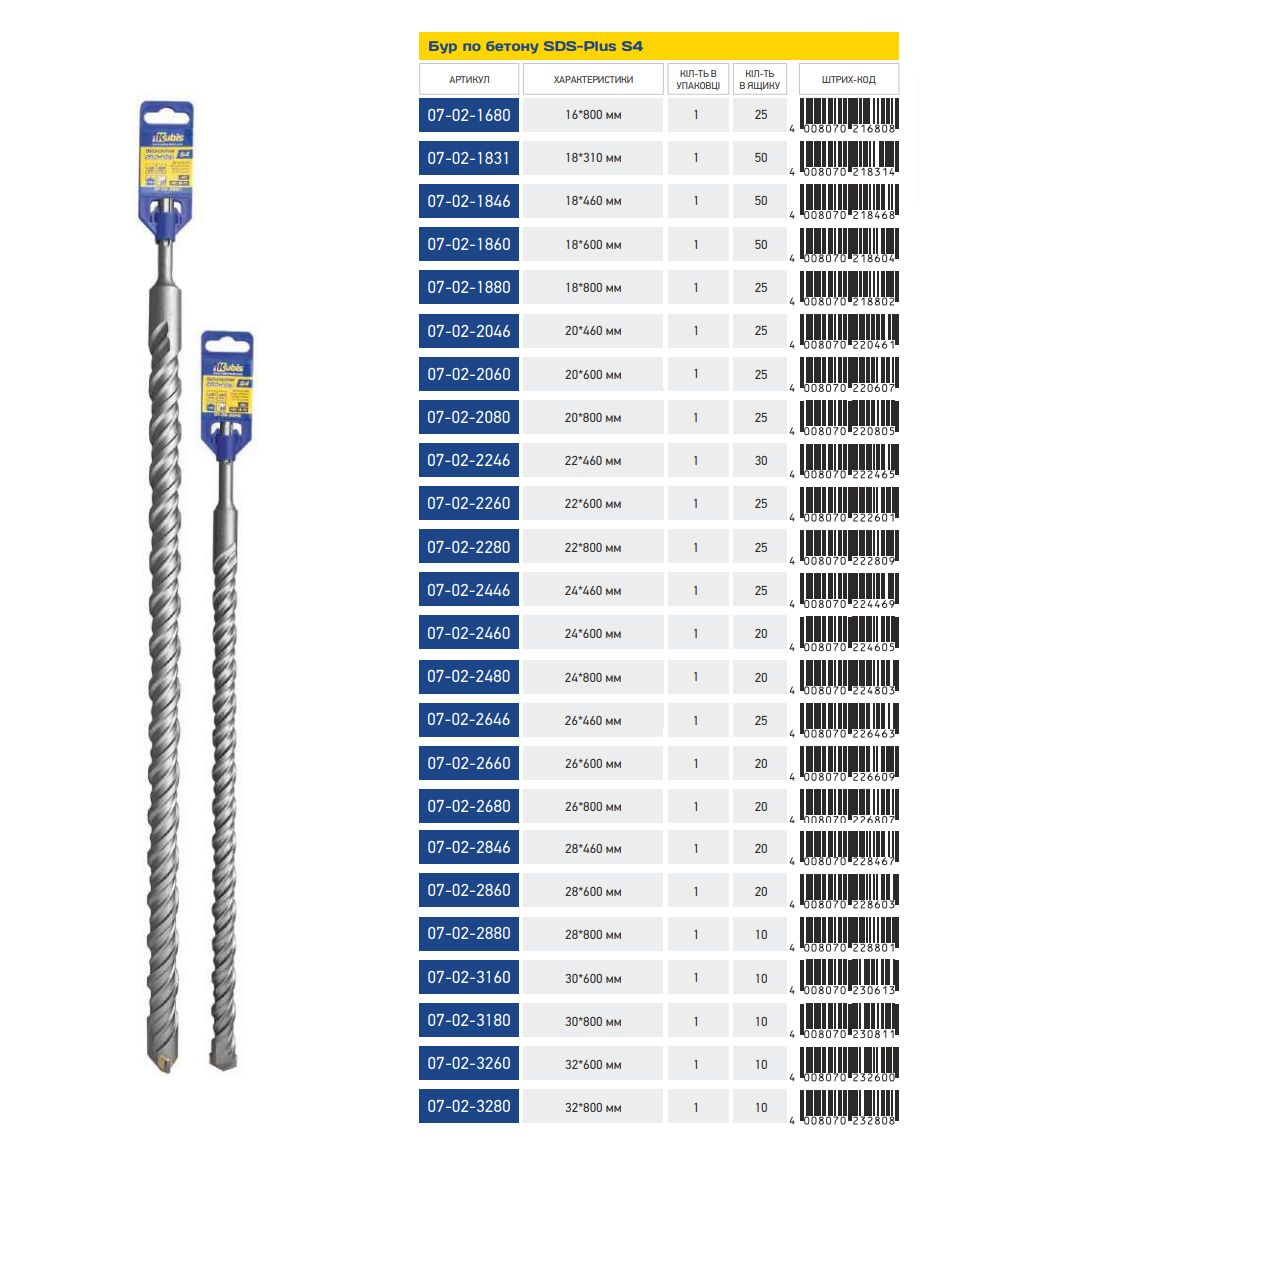 Бур по бетону SDS-Plus S4
АРТИКУЛ ХАРАКТЕРИСТИКИ КІЛ-ТЬ В УПАКОВЦІ КІЛ-ТЬ В ЯЩИКУ ШТРИХ-КОД
07-02-1680 16*800 мм 1 25 4 008070 216808
07-02-1831 18*310 мм 1 50 4 008070 218314
07-02-1846 18*460 мм 1 50 4 008070 218468
07-02-1860 18*600 мм 1 50 4 008070 218604
07-02-1880 18*800 мм 1 25 4 008070 218802
07-02-2046 20*460 мм 1 25 4 008070 220461
07-02-2060 20*600 мм 1 25 4 008070 220607
07-02-2080 20*800 мм 1 25 4 008070 220805
07-02-2246 22*460 мм 1 30 4 008070 222465
07-02-2260 22*600 мм 1 25 4 008070 222601
07-02-2280 22*800 мм 1 25 4 008070 222809
07-02-2446 24*460 мм 1 25 4 008070 224469
07-02-2460 24*600 мм 1 20 4 008070 224605
07-02-2480 24*800 мм 1 20 4 008070 224803
07-02-2646 26*460 мм 1 25 4 008070 226463
07-02-2660 26*600 мм 1 20 4 008070 226609
07-02-2680 26*800 мм 1 20 4 008070 226807
07-02-2846 28*460 мм 1 20 4 008070 228467
07-02-2860 28*600 мм 1 20 4 008070 228603
07-02-2880 28*800 мм 1 10 4 008070 228801
07-02-3160 30*600 мм 1 10 4 008070 230613
07-02-3180 30*800 мм 1 10 4 008070 230811
07-02-3260 32*600 мм 1 10 4 008070 232600
07-02-3280 32*800 мм 1 10 4 008070 232808
Kubis
S4
Kubis
S4